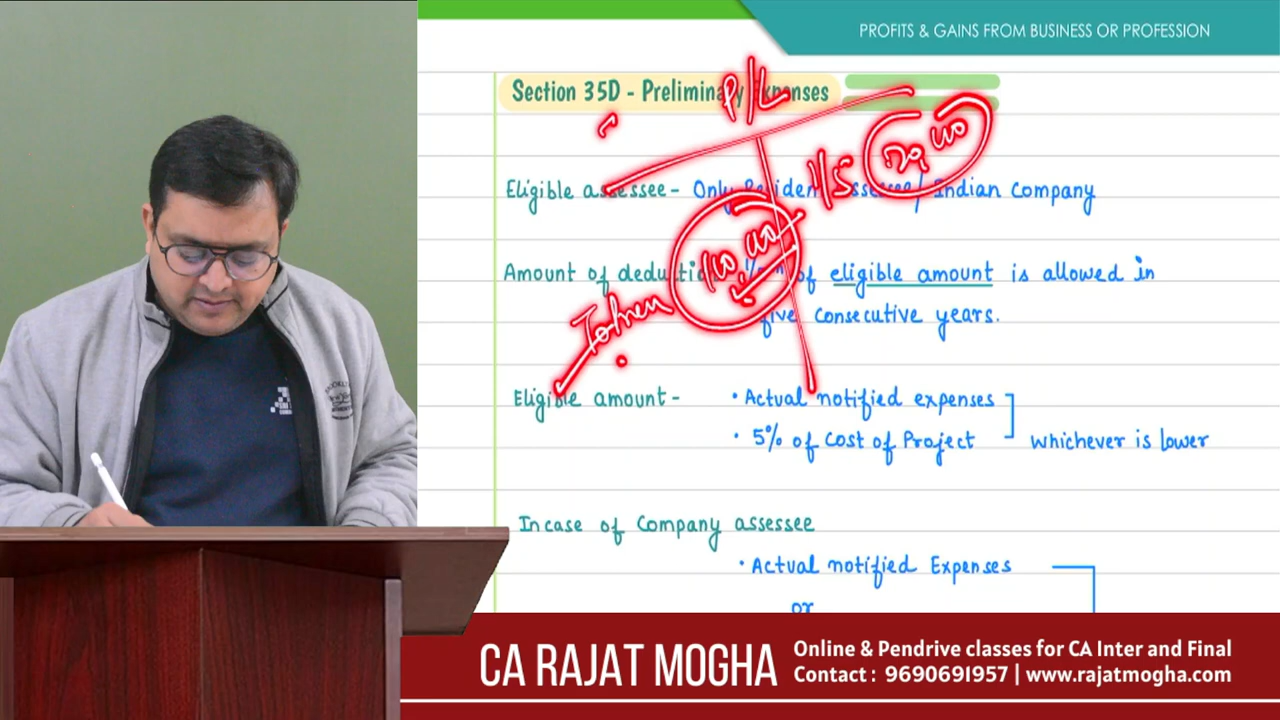 PROFITS & GAINS FROM BUSINESS OR PROFESSION
Section 35D - Preliminary Expenses
P/L
Eligible assessee - Only Resident assessee / Indian Company
1/5
Amount of deduction of eligible amount is allowed in
five consecutive years.
Eligible amount -
• Actual notified expenses
• 5% of Cost of Project
whichever is lower
Incase of Company assessee
• Actual notified Expenses
or
CA RAJAT MOGHA
Online & Pendrive classes for CA Inter and Final
Contact : 9690691957 | www.rajatmogha.com